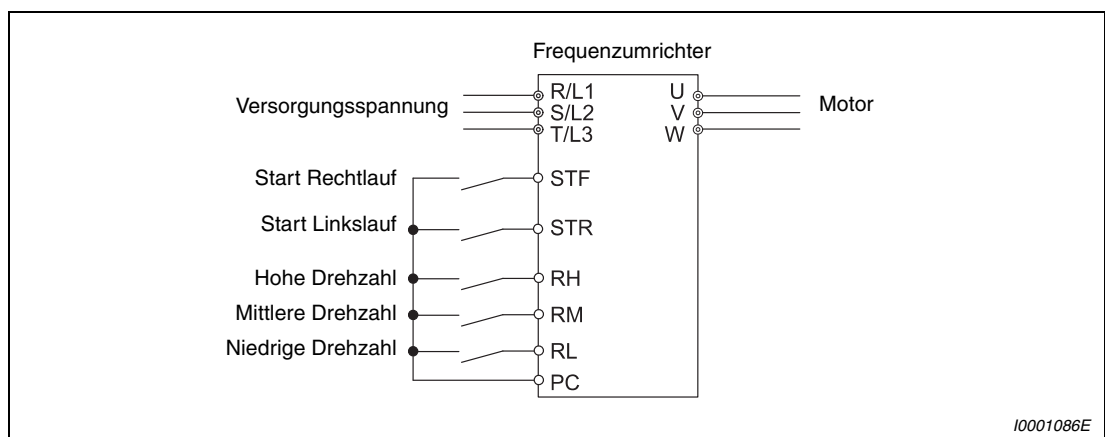 Frequenzumrichter
Versorgungsspannung
R/L1
S/L2
T/L3
U
V
W
Motor
Start Rechtlauf
STF
Start Linkslauf
STR
Hohe Drehzahl
RH
Mittlere Drehzahl
RM
Niedrige Drehzahl
RL
PC
I0001086E